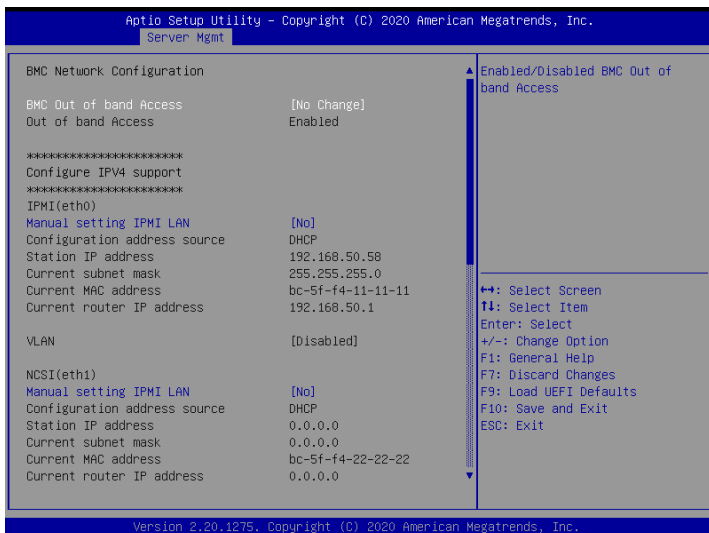 Aptio Setup Utility – Copyright (C) 2020 American Megatrends, Inc.
Server Mgmt
BMC Network Configuration
BMC Out of band Access [No Change]
Out of band Access Enabled
***********************
Configure IPV4 support
***********************
IPMI(eth0)
Manual setting IPMI LAN [No]
Configuration address source DHCP
Station IP address 192.168.50.58
Current subnet mask 255.255.255.0
Current MAC address bc-5f-f4-11-11-11
Current router IP address 192.168.50.1
VLAN [Disabled]
NCSI(eth1)
Manual setting IPMI LAN [No]
Configuration address source DHCP
Station IP address 0.0.0.0
Current subnet mask 0.0.0.0
Current MAC address bc-5f-f4-22-22-22
Current router IP address 0.0.0.0
Enabled/Disabled BMC Out of
band Access
↔: Select Screen
↑↓: Select Item
Enter: Select
+/-: Change Option
F1: General Help
F7: Discard Changes
F9: Load UEFI Defaults
F10: Save and Exit
ESC: Exit
Version 2.20.1275. Copyright (C) 2020 American Megatrends, Inc.